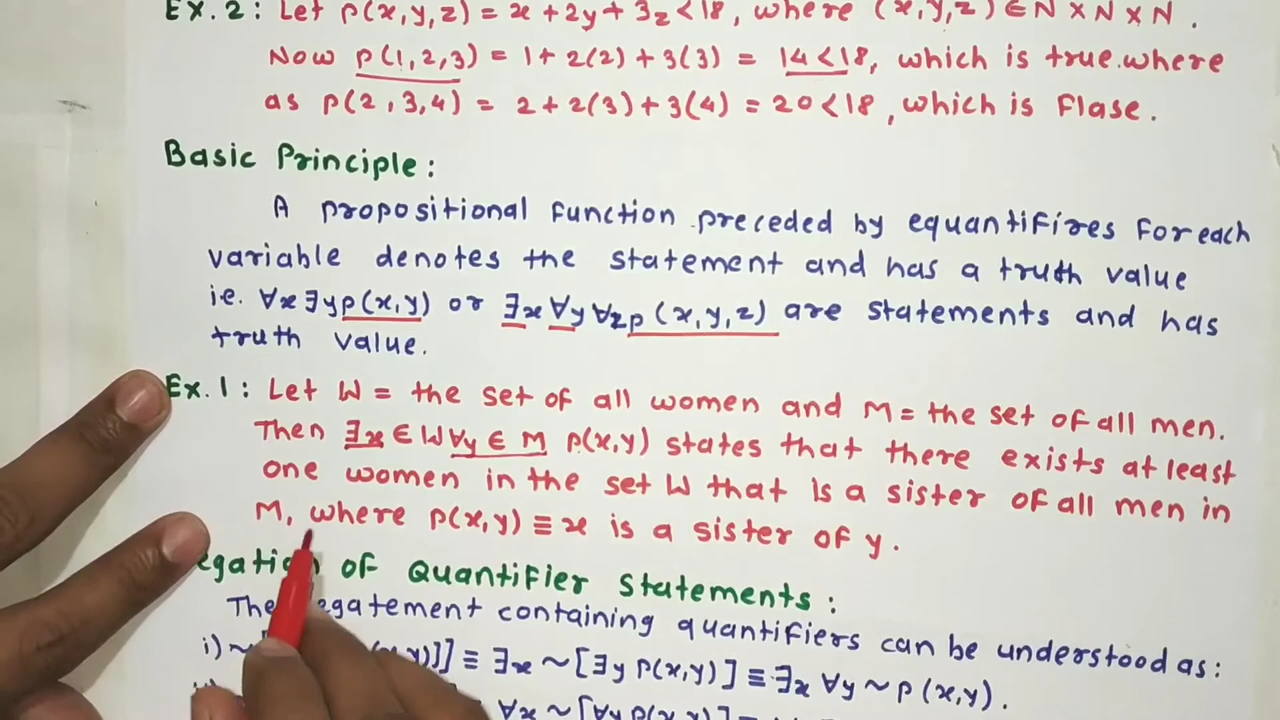 Ex. 2: Let P(x,y,z) = x + 2y + 3z < 18, where (x,y,z) ∈ N × N × N.
Now P(1,2,3) = 1 + 2(2) + 3(3) = 14 < 18, which is true. where
as P(2,3,4) = 2 + 2(3) + 3(4) = 20 < 18, which is Flase.
Basic Principle:
A propositional function preceded by equantifires For each
variable denotes the statement and has a truth value
i.e. ∀x ∃y p(x,y) or ∃x ∀y ∀z p(x,y,z) are statements and has
truth value.
Ex. 1: Let W = the set of all women and M = the set of all men.
Then ∃x ∈ W ∀y ∈ M p(x,y) states that there exists at least
one women in the set W that is a sister of all men in
M, where p(x,y) ≡ x is a sister of y.
egati OF Quantifier Statements:
The egatement containing quantifiers can be understood as:
i) ~ y)]] ≡ ∃x ~[∃y P(x,y)] ≡ ∃x ∀y ~ P(x,y).
∀x ~[∀y P(x,y)] =